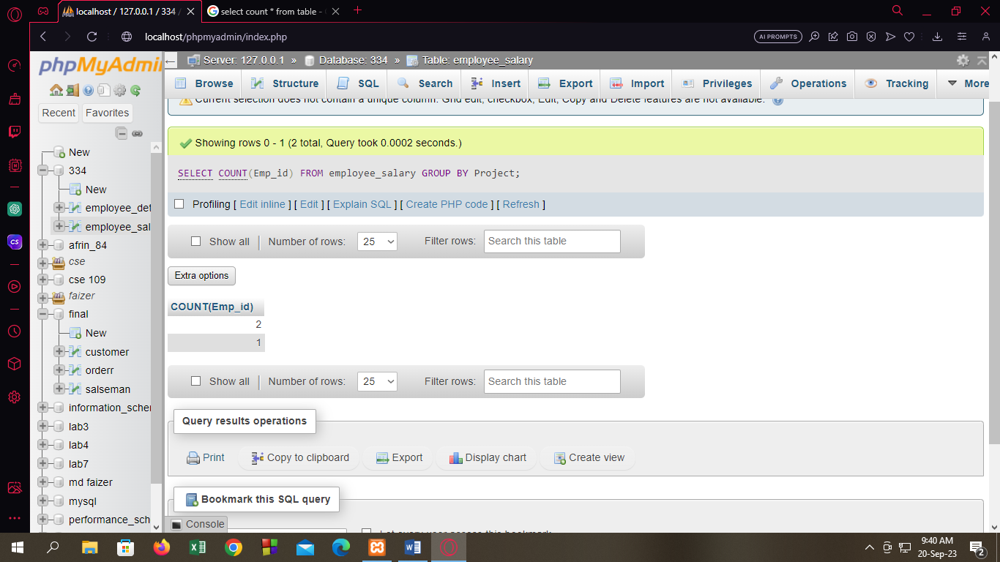 localhost / 127.0.0.1 / 334 /
select count * from table -
localhost/phpmyadmin/index.php
AI PROMPTS
phpMyAdmin
Recent
Favorites
New
334
New
employee_det
employee_sal
afrin_84
cse
cse 109
faizer
final
New
customer
orderr
salseman
information_scher
lab3
lab4
lab7
md faizer
mysql
performance_sch
Server: 127.0.0.1 » Database: 334 » Table: employee_salary
Browse Structure SQL Search Insert Export Import Privileges Operations Tracking More
Current selection does not contain a unique column. Grid edit, checkbox, Edit, Copy and Delete features are not available.
Showing rows 0 - 1 (2 total, Query took 0.0002 seconds.)
SELECT COUNT(Emp_id) FROM employee_salary GROUP BY Project;
Profiling [ Edit inline ] [ Edit ] [ Explain SQL ] [ Create PHP code ] [ Refresh ]
Show all Number of rows: 25 Filter rows: Search this table
Extra options
COUNT(Emp_id)
2
1
Show all Number of rows: 25 Filter rows: Search this table
Query results operations
Print Copy to clipboard Export Display chart Create view
Bookmark this SQL query
Console
Let every user access this bookmark
9:40 AM
20-Sep-23
2